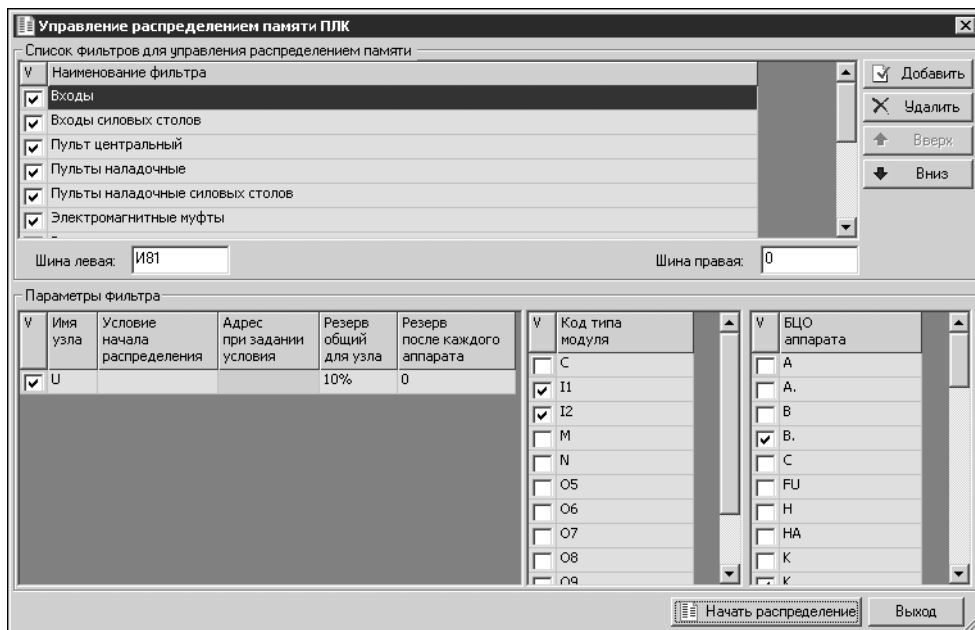 Управление распределением памяти ПЛК
Список фильтров для управления распределением памяти
V Наименование фильтра
Входы
Входы силовых столов
Пульт центральный
Пульты наладочные
Пульты наладочные силовых столов
Электромагнитные муфты
Добавить
Удалить
Вверх
Вниз
Шина левая: И81 Шина правая: 0
Параметры фильтра
V Имя узла Условие начала распределения Адрес при задании условия Резерв общий для узла Резерв после каждого аппарата
U 10% 0
V Код типа модуля
C
I1
I2
M
N
O5
O6
O7
O8
O9
V БЦО аппарата
A
A.
B
B.
C
FU
H
HA
K
K
Начать распределение Выход